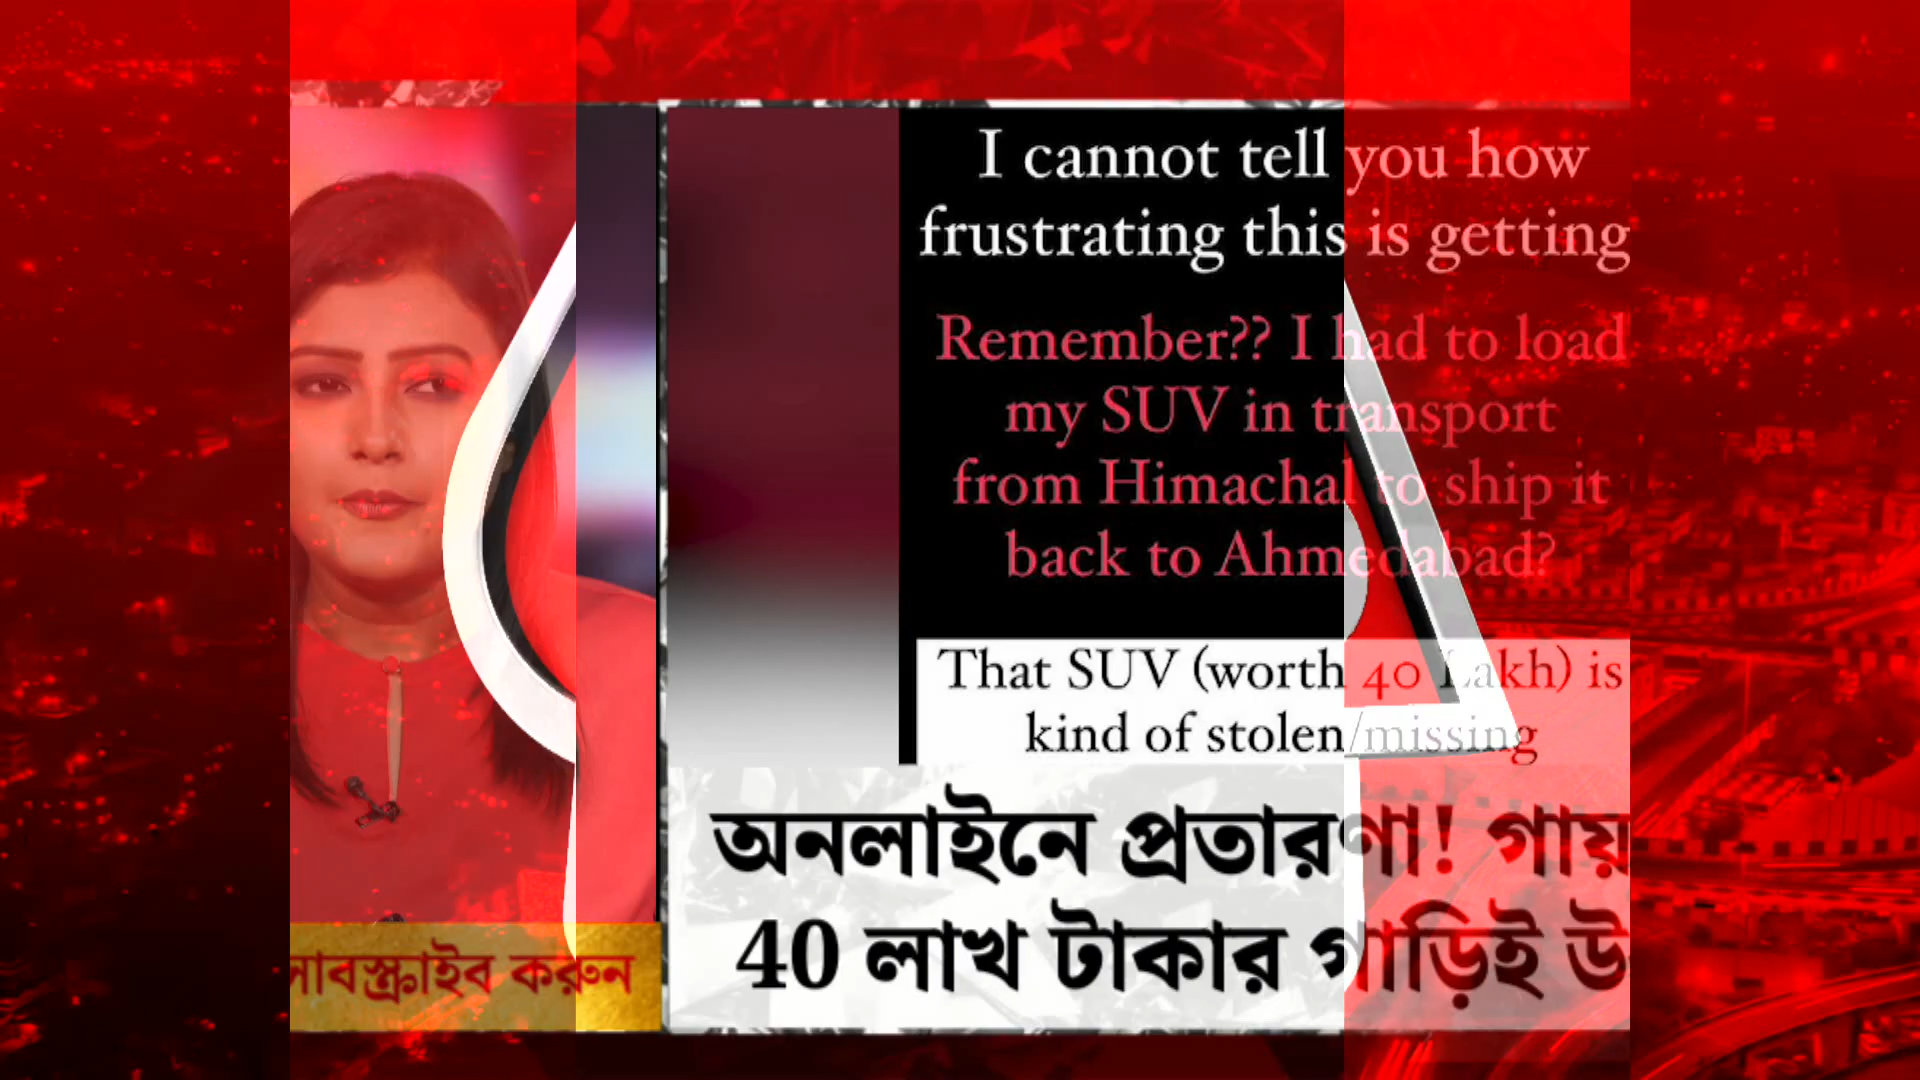 I cannot tell you how
frustrating this is getting
Remember?? I had to load
my SUV in transport
from Himachal to ship it
back to Ahmedabad?
That SUV (worth 40 Lakh) is
kind of stolen/missing
অনলাইনে প্রতারণা! গায়
40 লাখ টাকার গাড়িই উ
সাবস্ক্রাইব করুন